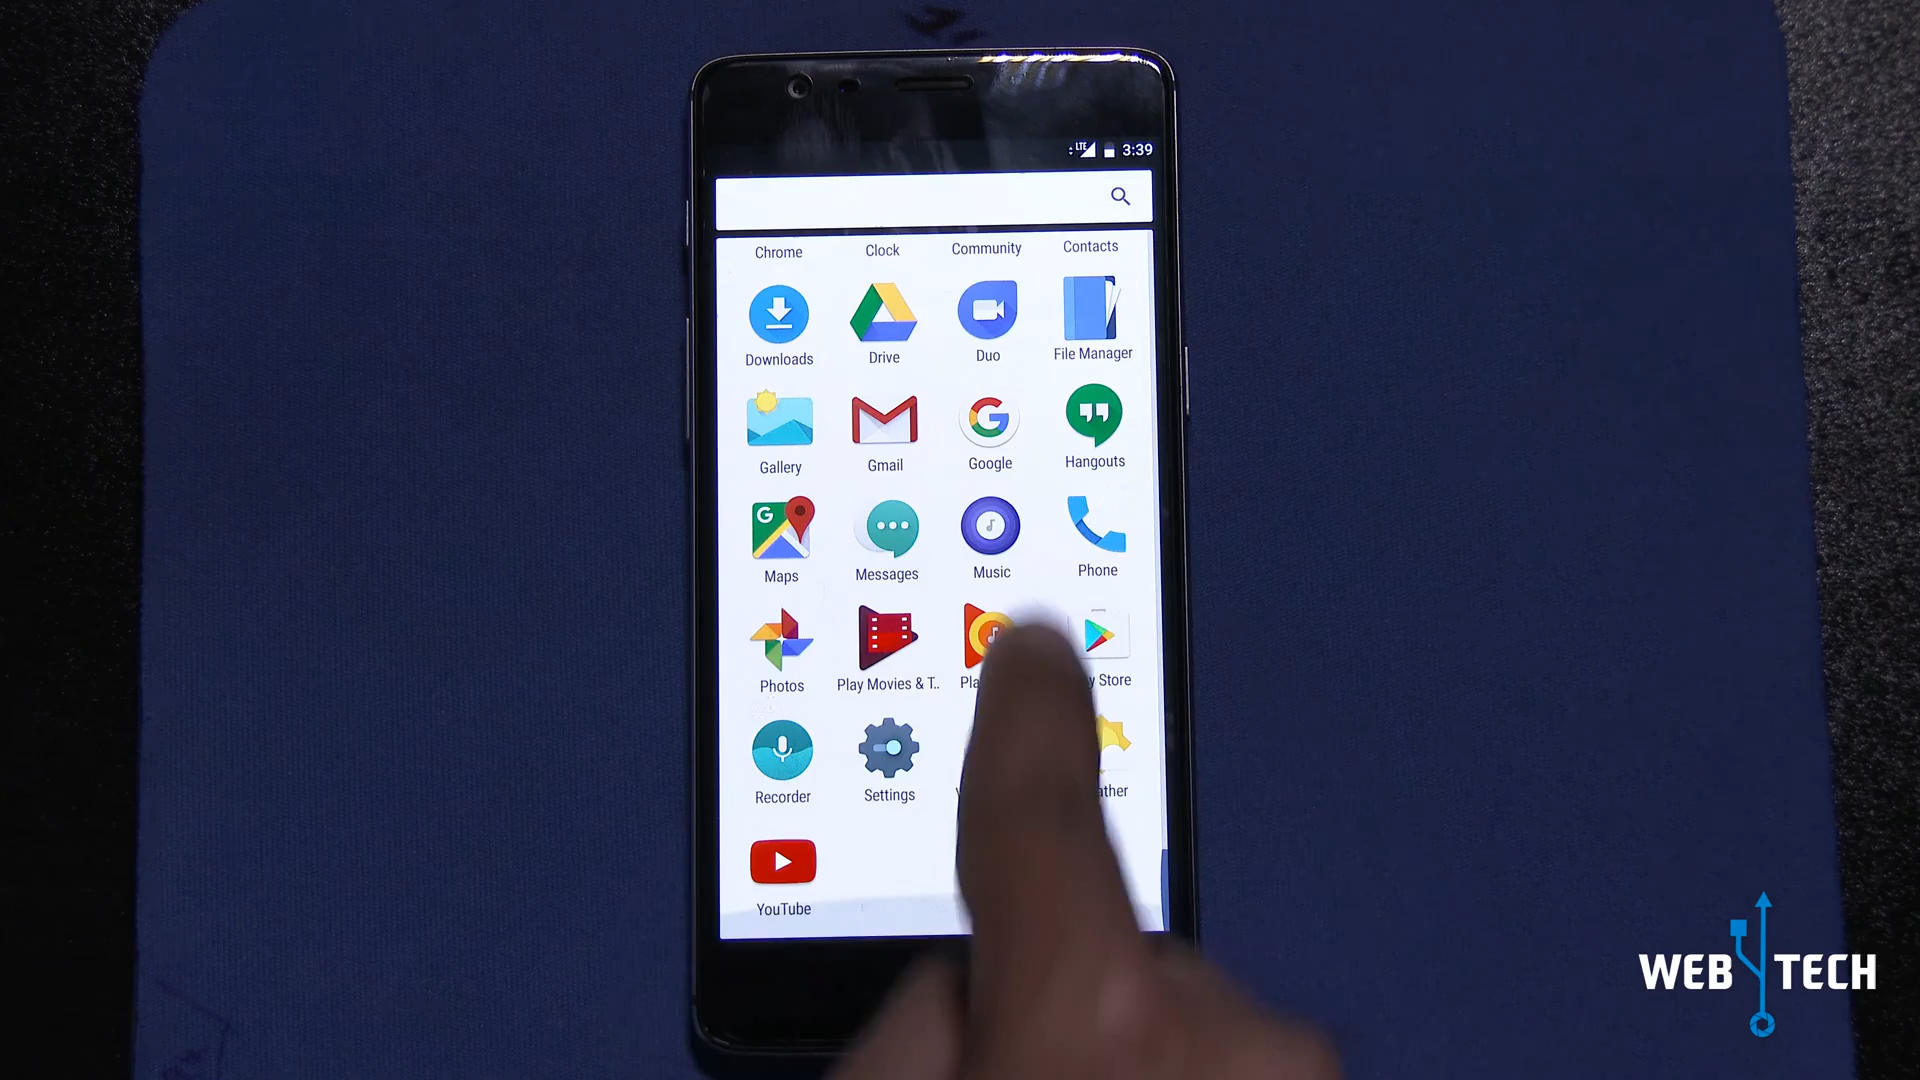 LTE 3:39
Chrome Clock Community Contacts
Downloads Drive Duo File Manager
Gallery Gmail Google Hangouts
G
Maps Messages Music Phone
Photos Play Movies & T.. Store
Recorder Settings
YouTube
WEB TECH